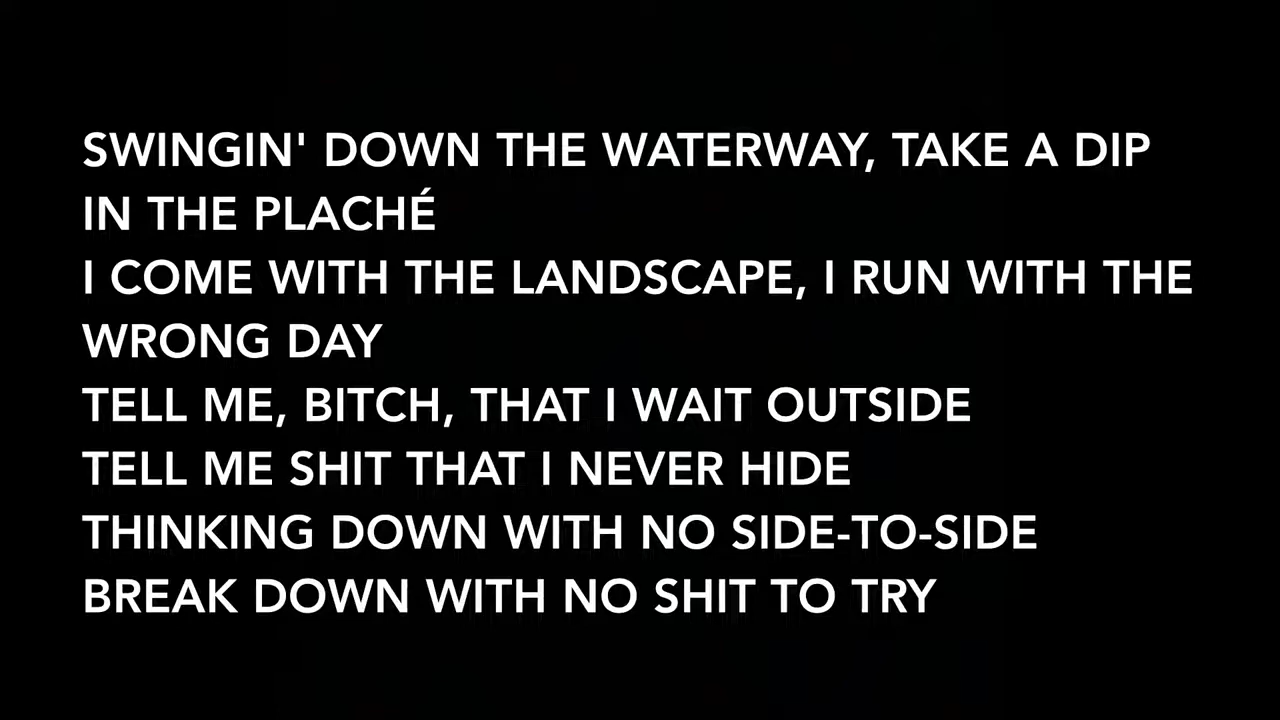 SWINGIN' DOWN THE WATERWAY, TAKE A DIP
IN THE PLACHÉ
I COME WITH THE LANDSCAPE, I RUN WITH THE
WRONG DAY
TELL ME, BITCH, THAT I WAIT OUTSIDE
TELL ME SHIT THAT I NEVER HIDE
THINKING DOWN WITH NO SIDE-TO-SIDE
BREAK DOWN WITH NO SHIT TO TRY